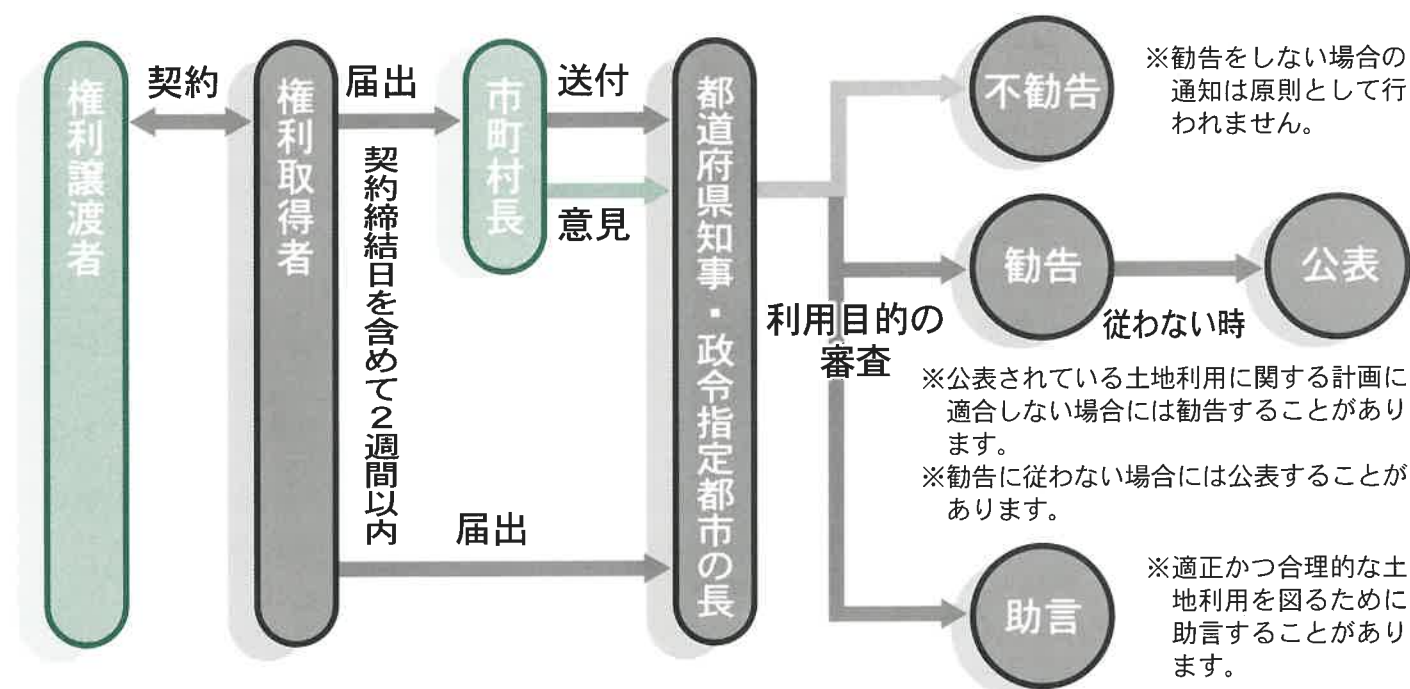 権利譲渡者
契約
権利取得者
届出
契約締結日を含めて２週間以内
市町村長
送付
意見
届出
都道府県知事・政令指定都市の長
利用目的の
審査
不勧告
※勧告をしない場合の
通知は原則として行
われません。
勧告
従わない時
公表
※公表されている土地利用に関する計画に
適合しない場合には勧告することがあり
ます。
※勧告に従わない場合には公表することが
あります。
助言
※適正かつ合理的な土
地利用を図るために
助言することがあり
ます。